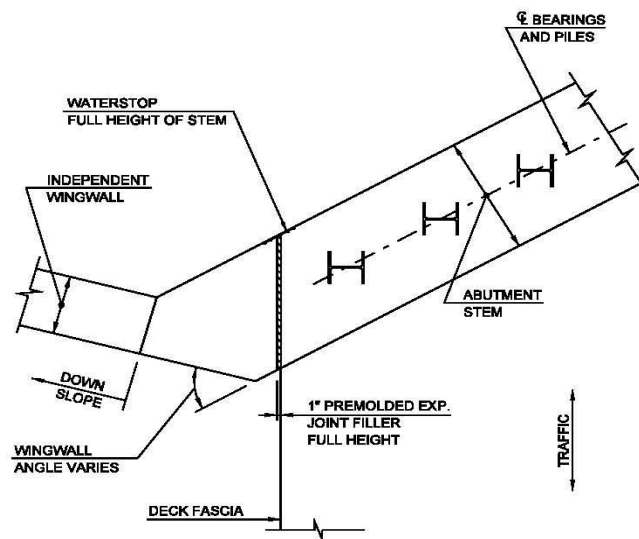 ℄ BEARINGS
AND PILES
WATERSTOP
FULL HEIGHT OF STEM
INDEPENDENT
WINGWALL
ABUTMENT
STEM
DOWN
SLOPE
1" PREMOLDED EXP.
JOINT FILLER
FULL HEIGHT
WINGWALL
ANGLE VARIES
TRAFFIC
DECK FASCIA